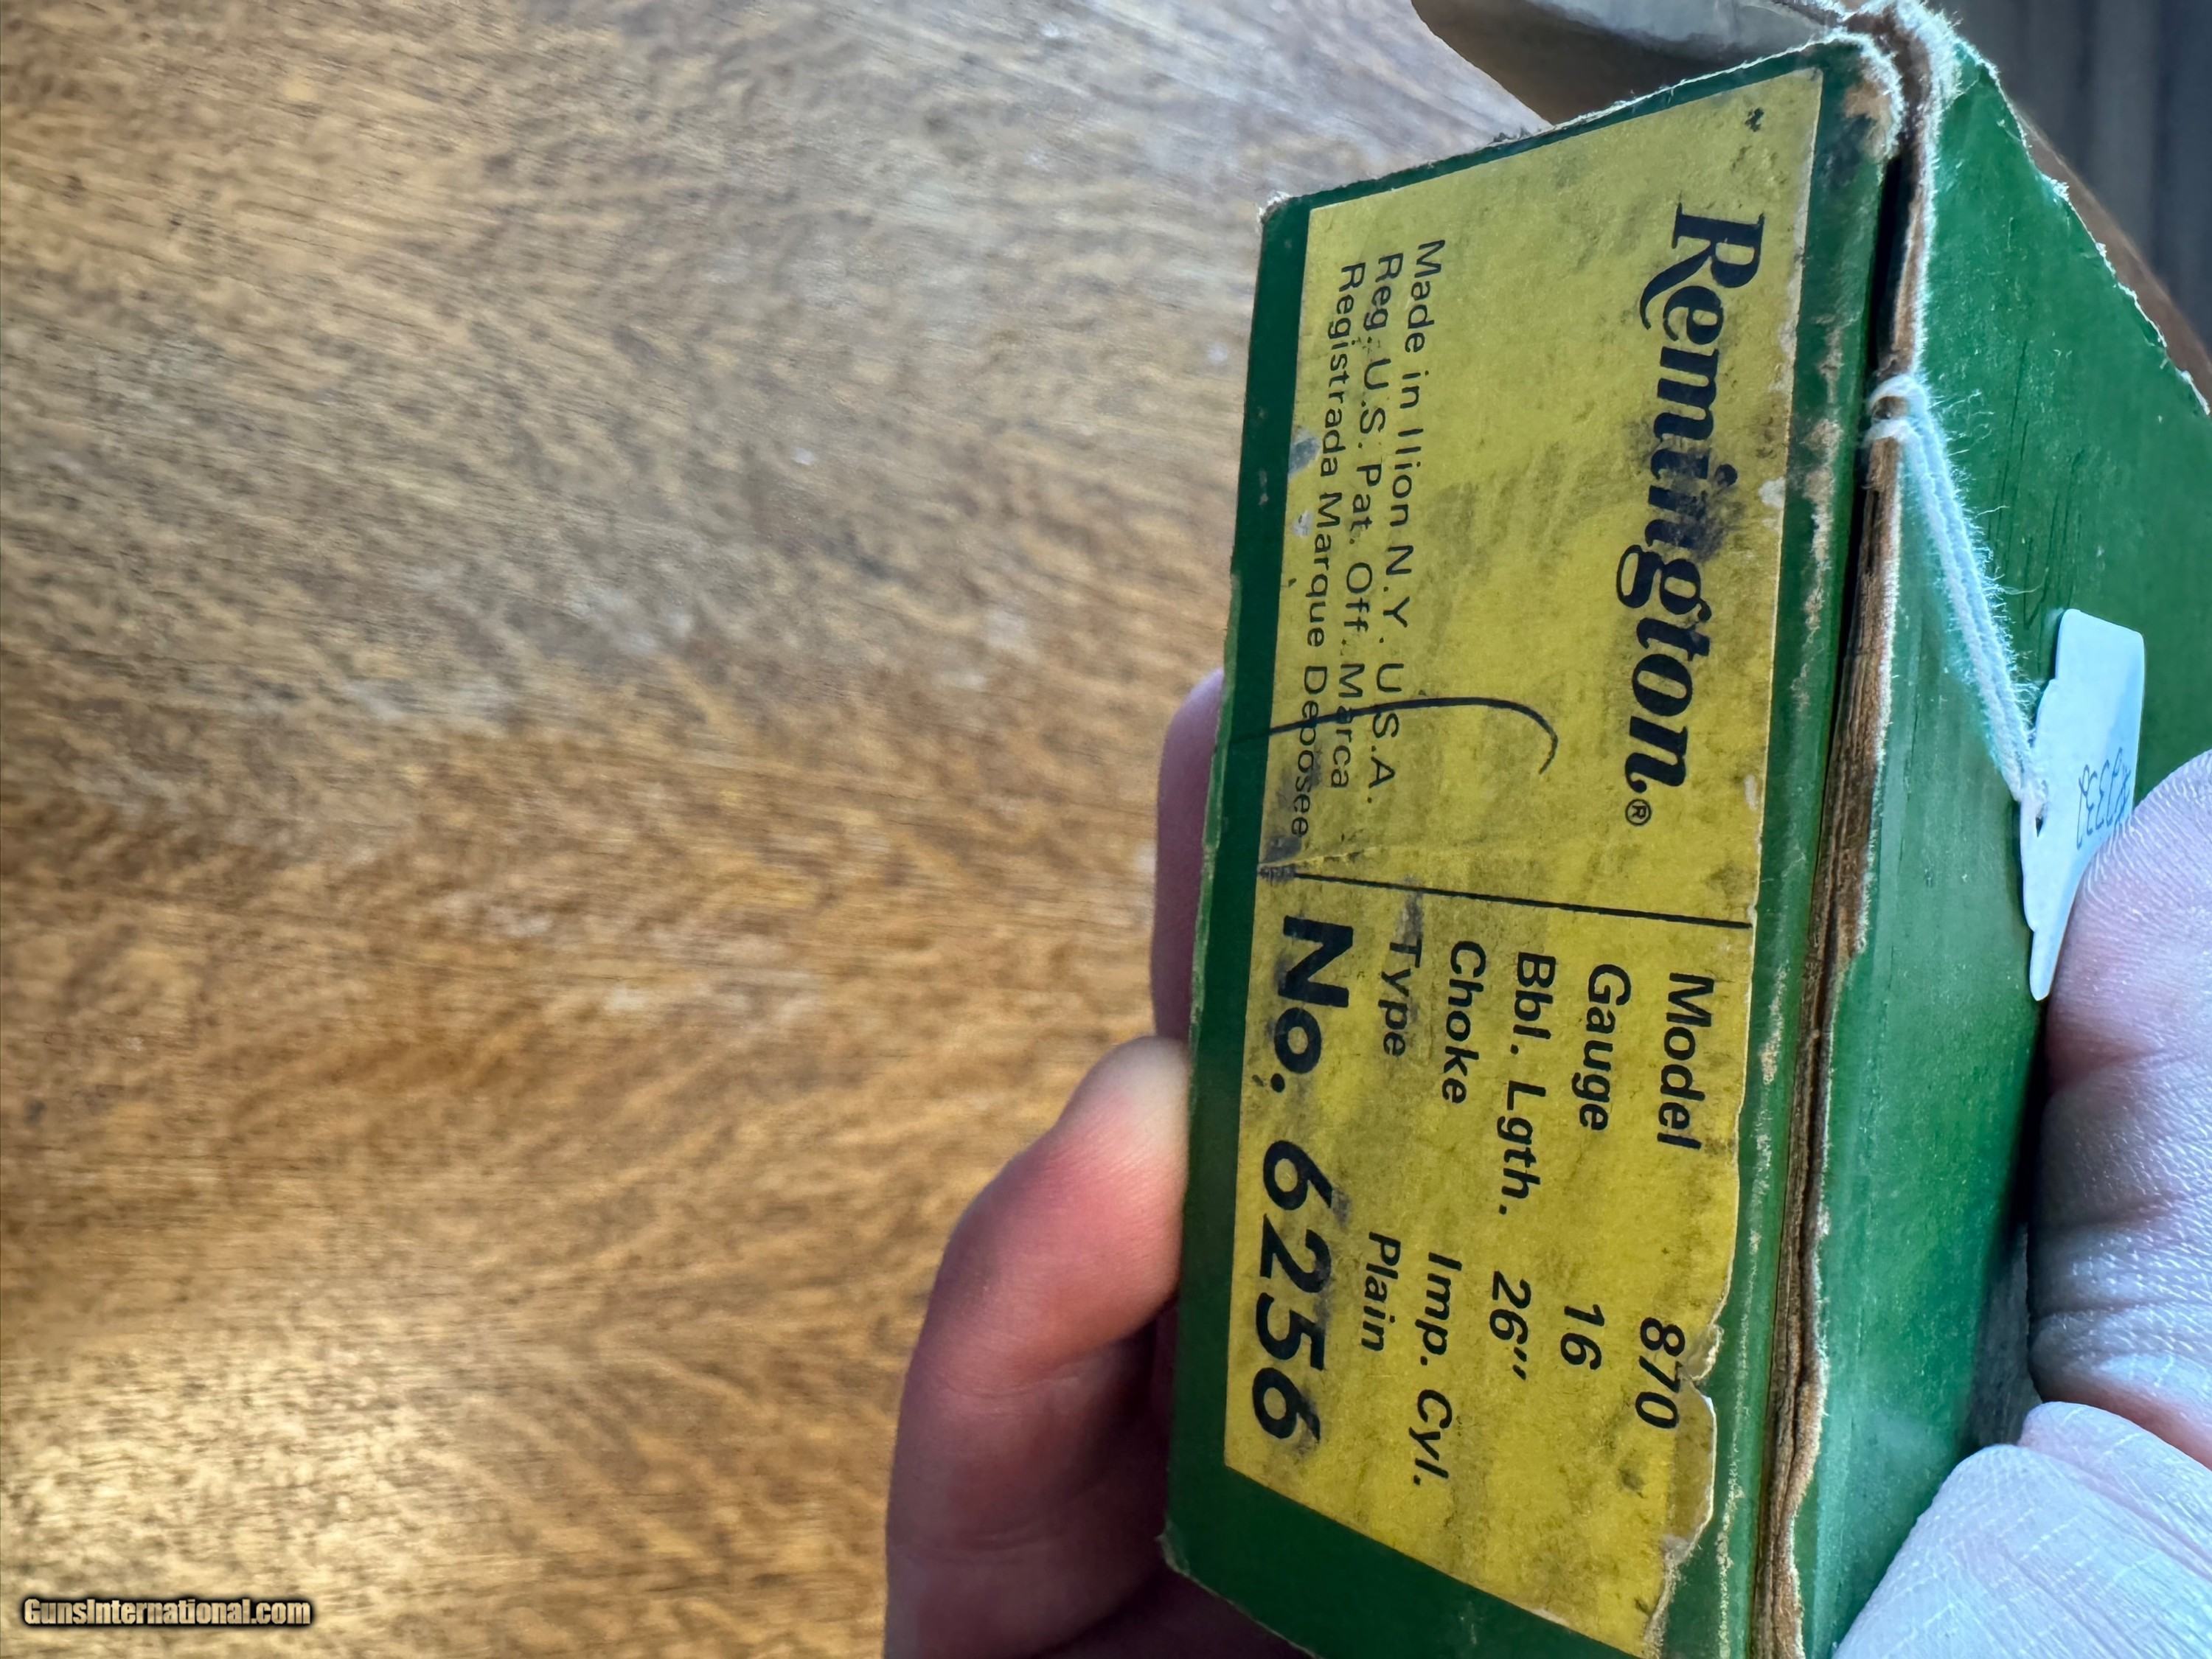 Remington®
Made in Ilion N.Y. U.S.A.
Reg. U.S. Pat. Off. Marca
Registrada Marque Deposee
Model 870
Gauge 16
Bbl. Lgth. 26"
Choke Imp. Cyl.
Type Plain
No. 6256
GunsInternational.com